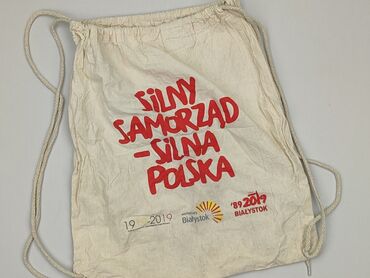 SiLNY
SAMORZĄD
-SiLNA
POLSKA
19 -2019
Białystok
'89 2019
BIAŁYSTOK